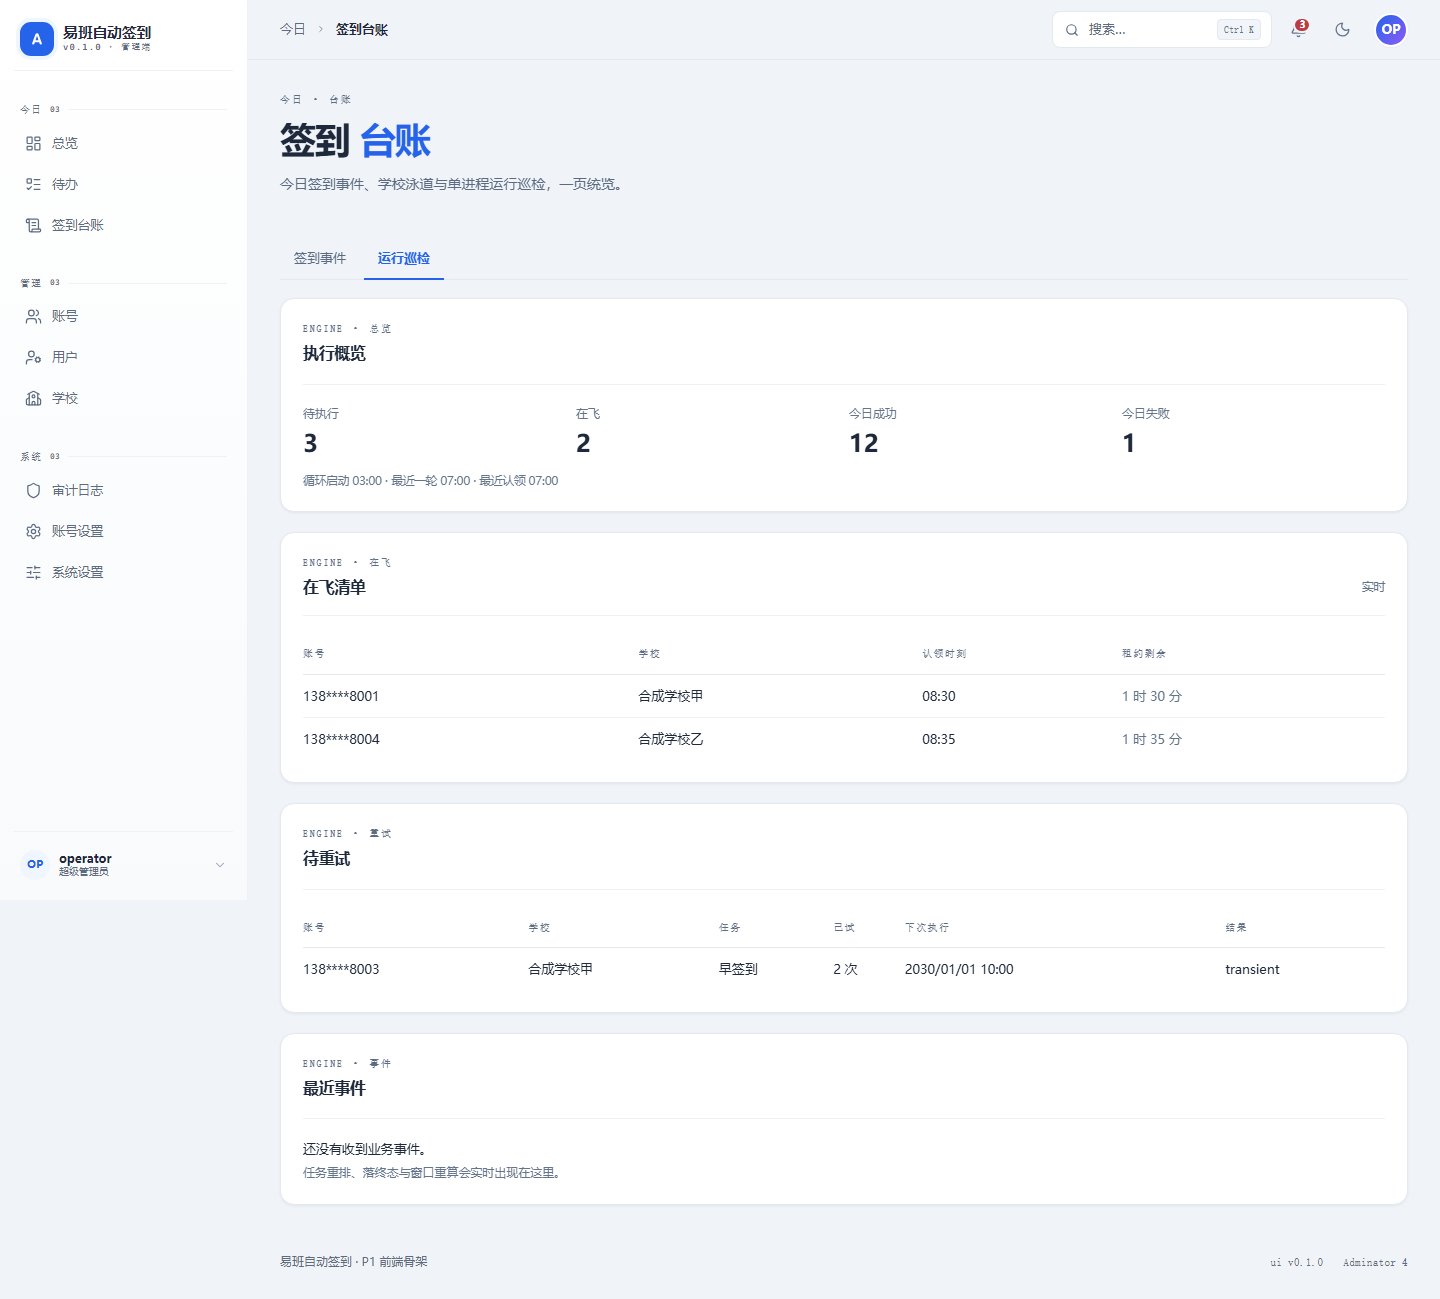 A
易班自动签到
v0.1.0 · 管理端
今日 03
总览
待办
签到台账
管理 03
账号
用户
学校
系统 03
审计日志
账号设置
系统设置
OP
operator
超级管理员
今日 › 签到台账
搜索... Ctrl K
3
OP
今日 · 台账
签到 台账
今日签到事件、学校泳道与单进程运行巡检，一页统览。
签到事件 运行巡检
ENGINE · 总览
执行概览
待执行 在飞 今日成功 今日失败
3 2 12 1
循环启动 03:00 · 最近一轮 07:00 · 最近认领 07:00
ENGINE · 在飞
在飞清单
实时
账号 学校 认领时刻 租约剩余
138****8001 合成学校甲 08:30 1 时 30 分
138****8004 合成学校乙 08:35 1 时 35 分
ENGINE · 重试
待重试
账号 学校 任务 已试 下次执行 结果
138****8003 合成学校甲 早签到 2 次 2030/01/01 10:00 transient
ENGINE · 事件
最近事件
还没有收到业务事件。
任务重排、落终态与窗口重算会实时出现在这里。
易班自动签到 · P1 前端骨架
ui v0.1.0 Adminator 4